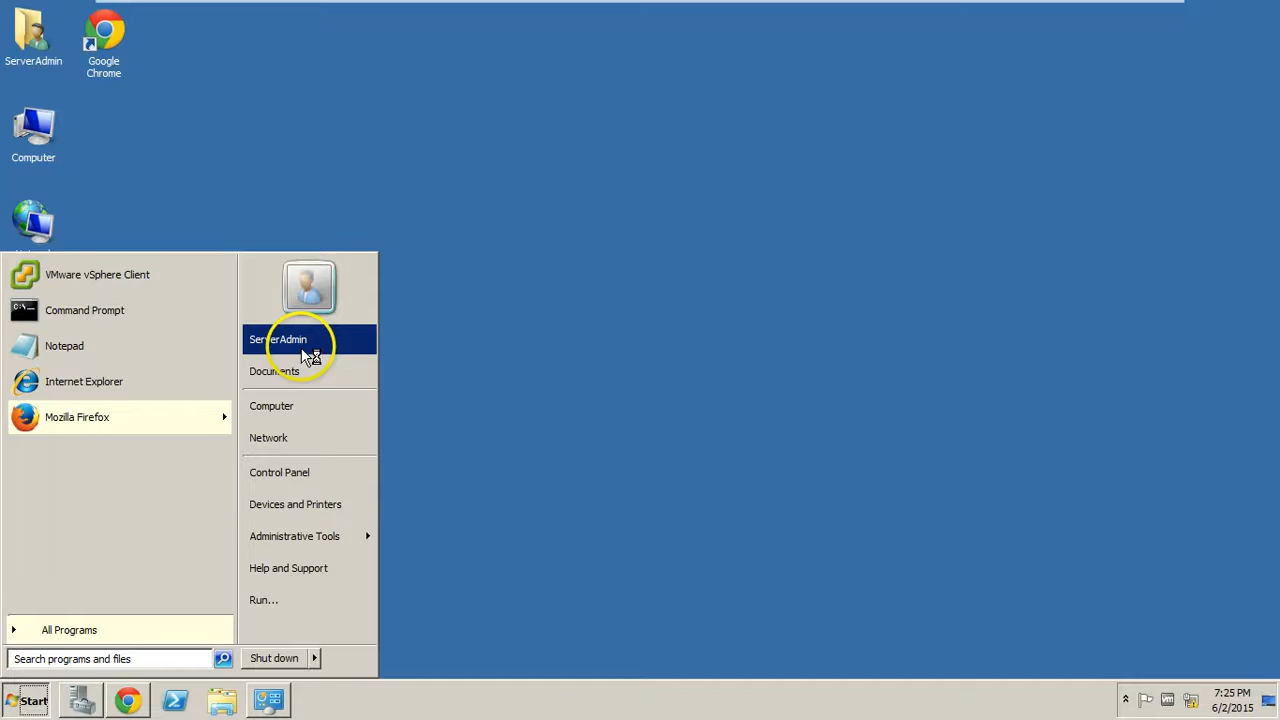 ServerAdmin
Google
Chrome
Computer
VMware vSphere Client
Command Prompt
C:\
Notepad
Internet Explorer
Mozilla Firefox
All Programs
Search programs and files
ServerAdmin
Documents
Computer
Network
Control Panel
Devices and Printers
Administrative Tools
Help and Support
Run...
Shut down
Start
7:25 PM
6/2/2015